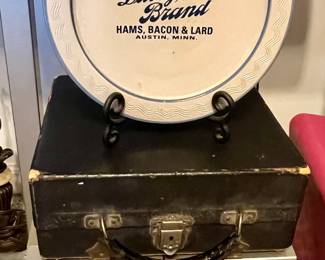 Brand
HAMS, BACON & LARD
AUSTIN, MINN.